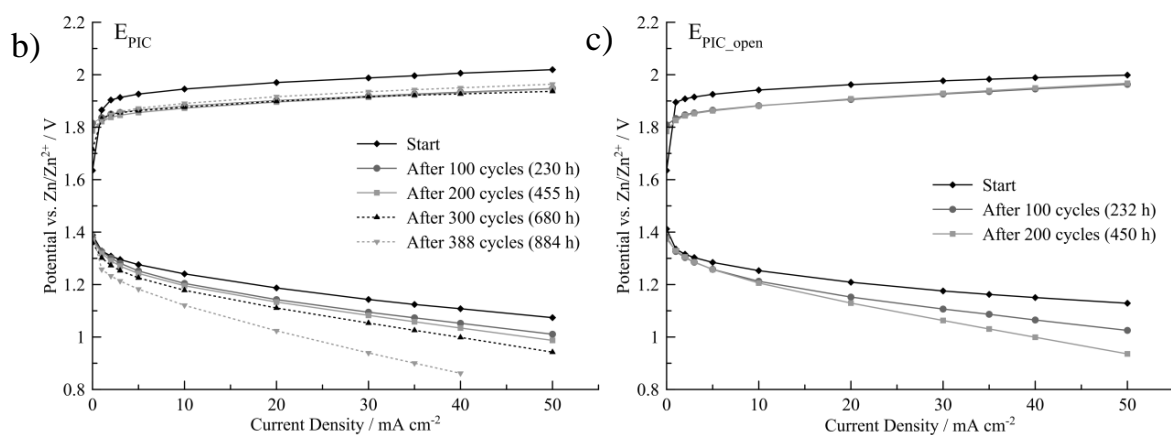 b)
E_PIC
2.2
2
1.8
1.6
1.4
1.2
1
0.8
Potential vs. Zn/Zn²⁺ / V
Start
After 100 cycles (230 h)
After 200 cycles (455 h)
After 300 cycles (680 h)
After 388 cycles (884 h)
0 10 20 30 40 50
Current Density / mA cm⁻²
c)
E_PIC_open
2.2
2
1.8
1.6
1.4
1.2
1
0.8
Potential vs. Zn/Zn²⁺ / V
Start
After 100 cycles (232 h)
After 200 cycles (450 h)
0 10 20 30 40 50
Current Density / mA cm⁻²